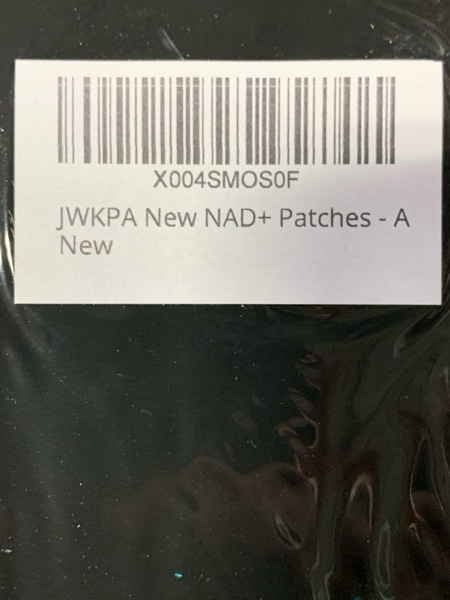 X004SMOS0F
JWKPA New NAD+ Patches - A
New